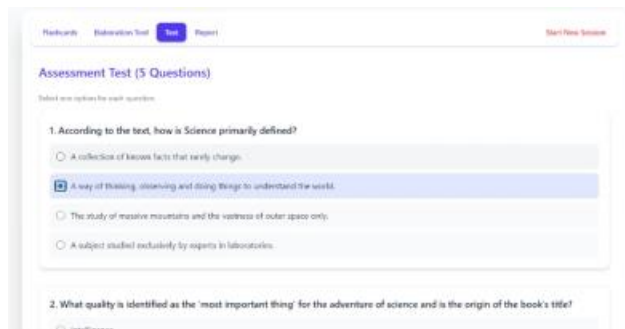 Flashcards Elaboration Tool Test Report Start New Session
Assessment Test (5 Questions)
Select one option for each question.
1. According to the text, how is Science primarily defined?
A collection of known facts that rarely change.
A way of thinking, observing and doing things to understand the world.
The study of massive mountains and the vastness of outer space only.
A subject studied exclusively by experts in laboratories.
2. What quality is identified as the 'most important thing' for the adventure of science and is the origin of the book's title?